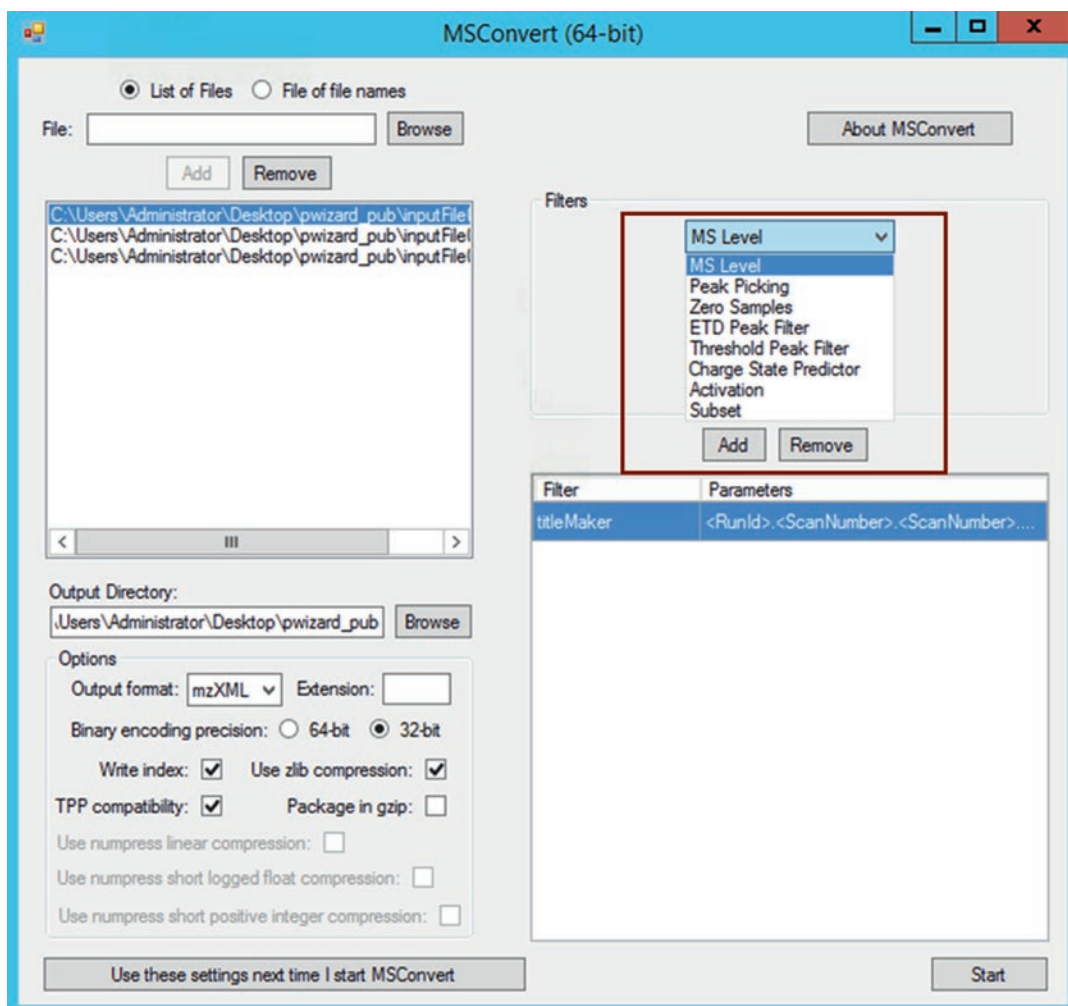 MSConvert (64-bit)
List of Files File of file names
File: Browse
About MSConvert
Add Remove
C:\Users\Administrator\Desktop\pwizard_pub\inputFile
C:\Users\Administrator\Desktop\pwizard_pub\inputFile
C:\Users\Administrator\Desktop\pwizard_pub\inputFile
Filters
MS Level
MS Level
Peak Picking
Zero Samples
ETD Peak Filter
Threshold Peak Filter
Charge State Predictor
Activation
Subset
Add Remove
Filter Parameters
titleMaker <RunId>.<ScanNumber>.<ScanNumber>....
Output Directory:
\Users\Administrator\Desktop\pwizard_pub Browse
Options
Output format: mzXML Extension:
Binary encoding precision: 64-bit 32-bit
Write index: Use zlib compression:
TPP compatibility: Package in gzip:
Use numpress linear compression:
Use numpress short logged float compression:
Use numpress short positive integer compression:
Use these settings next time I start MSConvert
Start